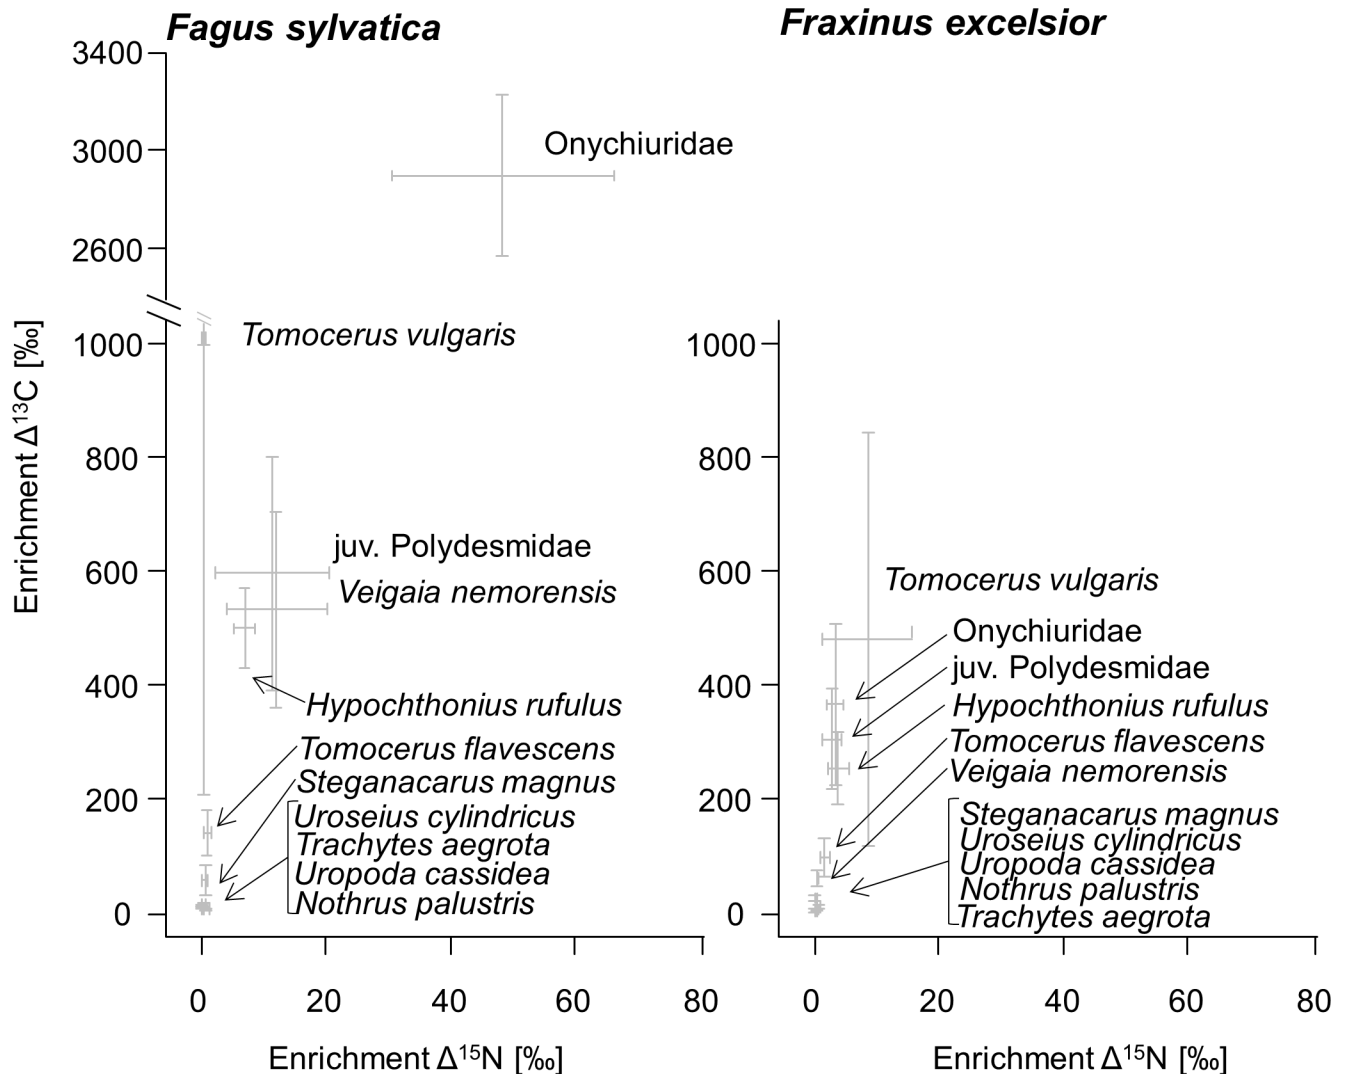 Fagus sylvatica
Fraxinus excelsior
3400
3000
2600
1000
800
600
400
200
0
Enrichment Δ¹³C [‰]
Onychiuridae
Tomocerus vulgaris
juv. Polydesmidae
Veigaia nemorensis
Hypochthonius rufulus
Tomocerus flavescens
Steganacarus magnus
Uroseius cylindricus
Trachytes aegrota
Uropoda cassidea
Nothrus palustris
0 20 40 60 80
Enrichment Δ¹⁵N [‰]
1000
800
600
400
200
0
Tomocerus vulgaris
Onychiuridae
juv. Polydesmidae
Hypochthonius rufulus
Tomocerus flavescens
Veigaia nemorensis
Steganacarus magnus
Uroseius cylindricus
Uropoda cassidea
Nothrus palustris
Trachytes aegrota
0 20 40 60 80
Enrichment Δ¹⁵N [‰]